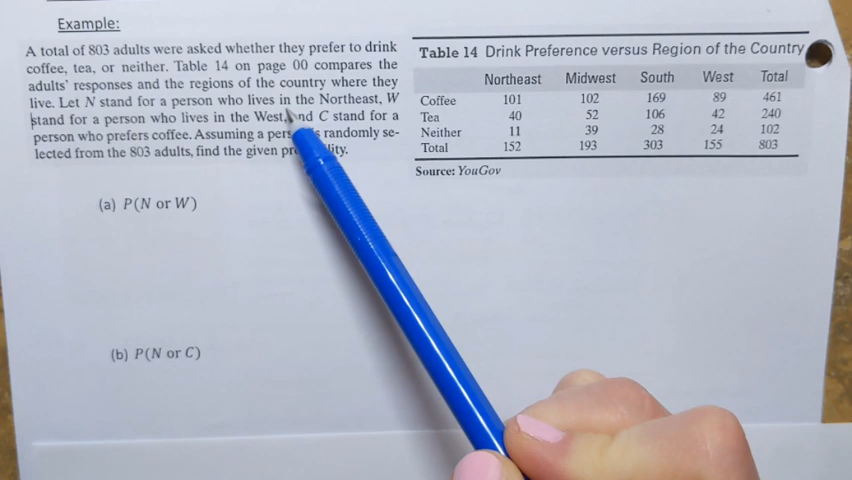 Example:
A total of 803 adults were asked whether they prefer to drink
coffee, tea, or neither. Table 14 on page 00 compares the
adults' responses and the regions of the country where they
live. Let N stand for a person who lives in the Northeast, W
stand for a person who lives in the West, and C stand for a
person who prefers coffee. Assuming a randomly se-
lected from the 803 adults, find the given
(a) P(N or W)
(b) P(N or C)
Table 14 Drink Preference versus Region of the Country
Northeast Midwest South West Total
Coffee 101 102 169 89 461
Tea 40 52 106 42 240
Neither 11 39 28 24 102
Total 152 193 303 155 803
Source: YouGov